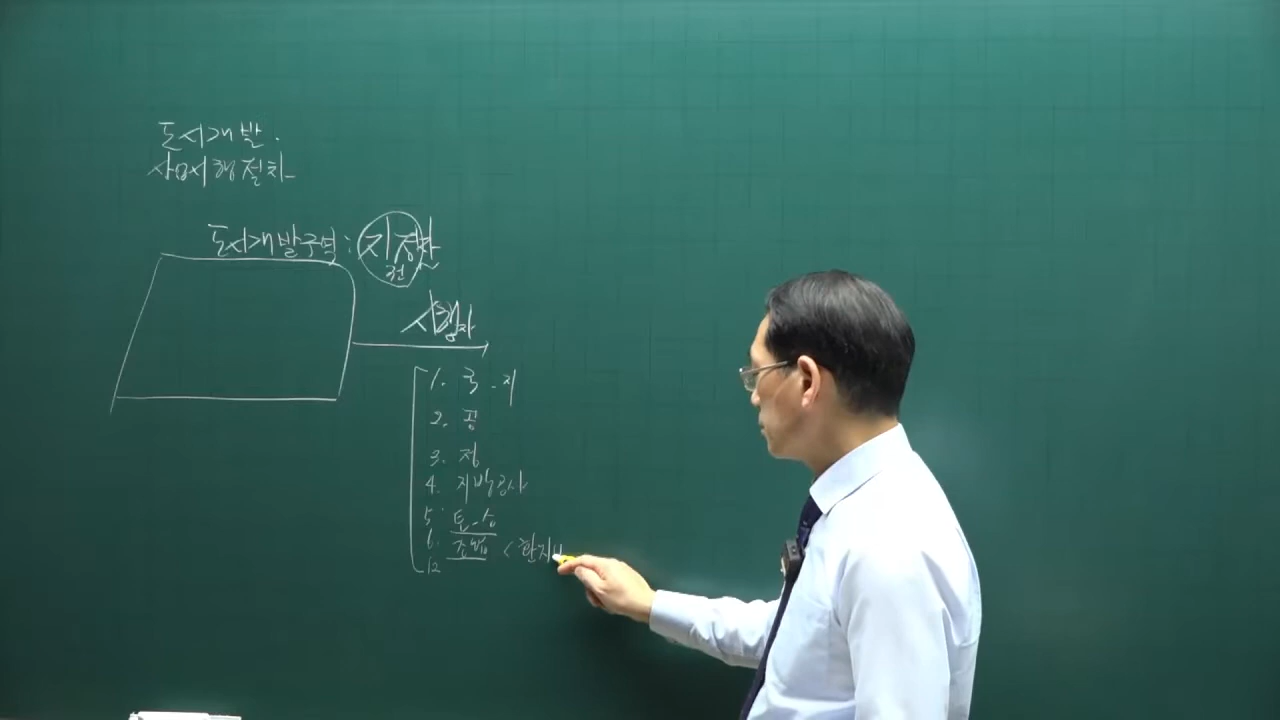 도시개발.
사업시행절차
도시개발구역 : 지정한
전
시행자
1. 국-지
2. 공
3. 정
4. 지방공사
5. 토-소
6. 조합 < 환지
12